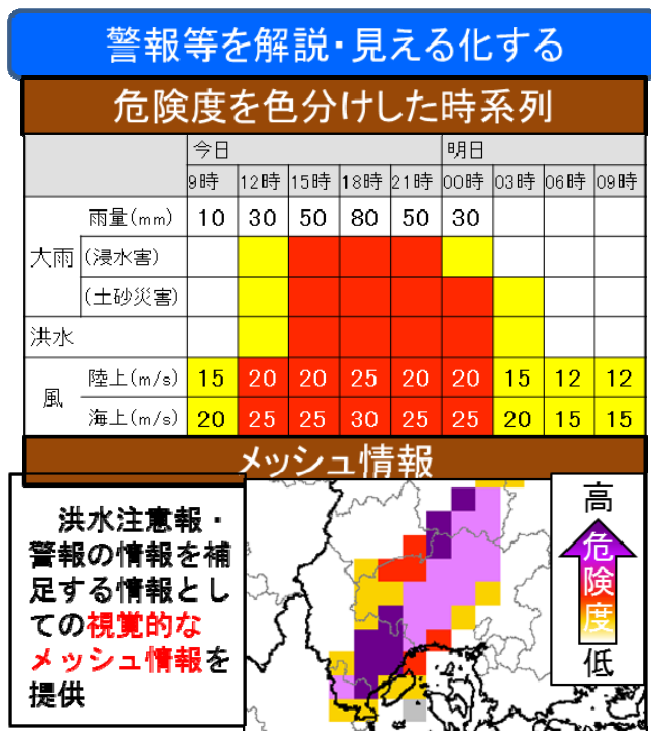 警報等を解説・見える化する
危険度を色分けした時系列
今日 明日
9時 12時 15時 18時 21時 00時 03時 06時 09時
雨量(mm) 10 30 50 80 50 30
大雨 (浸水害)
(土砂災害)
洪水
風 陸上(m/s) 15 20 20 25 20 20 15 12 12
海上(m/s) 20 25 25 30 25 25 20 15 15
メッシュ情報
洪水注意報・
警報の情報を補
足する情報とし
ての視覚的な
メッシュ情報を
提供
高
危険度
低